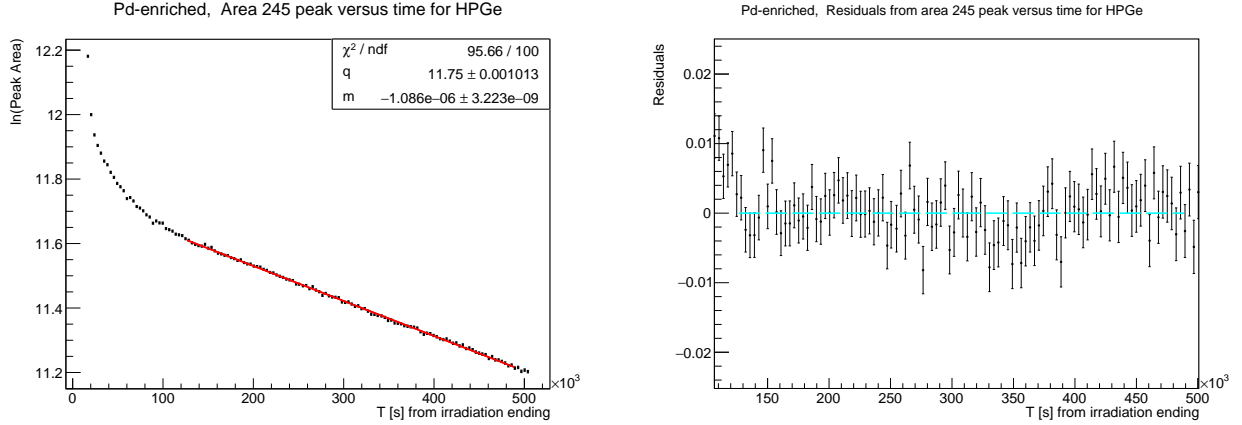 Pd-enriched, Area 245 peak versus time for HPGe
ln(Peak Area)
12.2
12
11.8
11.6
11.4
11.2
χ² / ndf 95.66 / 100
q 11.75 ± 0.001013
m −1.086e−06 ± 3.223e−09
0 100 200 300 400 500
×10³
T [s] from irradiation ending
Pd-enriched, Residuals from area 245 peak versus time for HPGe
Residuals
0.02
0.01
0
−0.01
−0.02
150 200 250 300 350 400 450 500
×10³
T [s] from irradiation ending